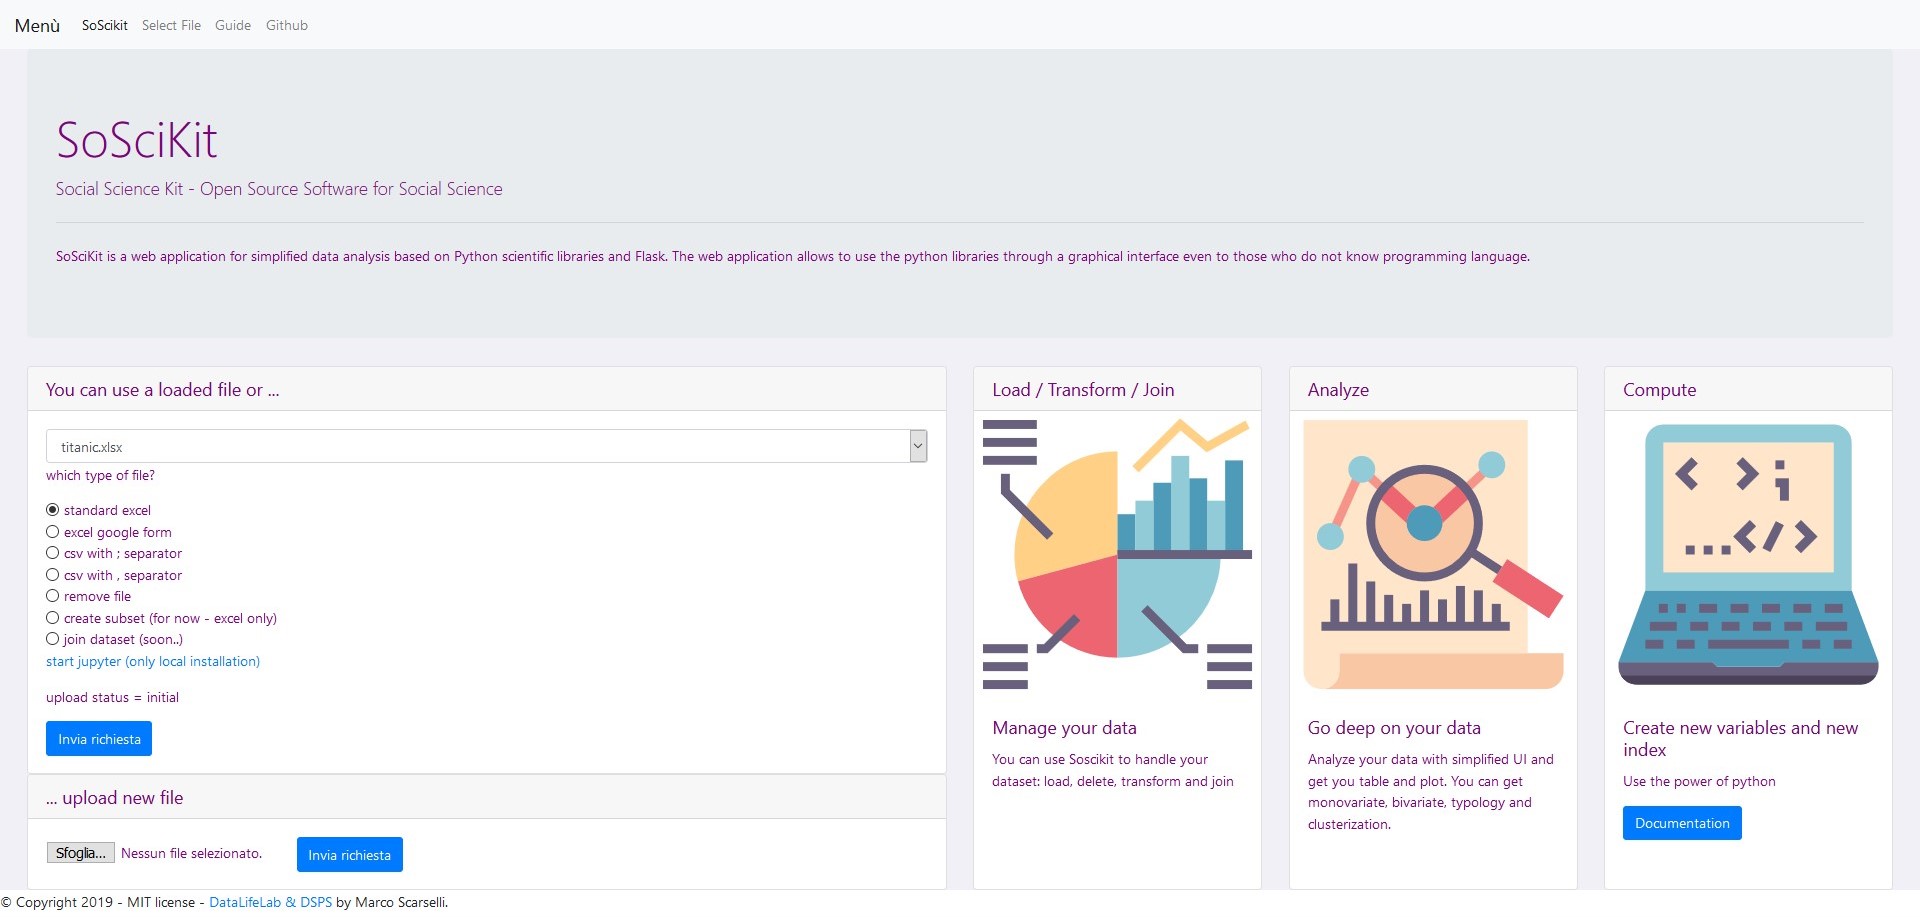 Menù SoScikit Select File Guide Github
SoSciKit
Social Science Kit - Open Source Software for Social Science
SoSciKit is a web application for simplified data analysis based on Python scientific libraries and Flask. The web application allows to use the python libraries through a graphical interface even to those who do not know programming language.
You can use a loaded file or ...
titanic.xlsx
which type of file?
standard excel
excel google form
csv with ; separator
csv with , separator
remove file
create subset (for now - excel only)
join dataset (soon..)
start jupyter (only local installation)
upload status = initial
Invia richiesta
... upload new file
Sfoglia... Nessun file selezionato. Invia richiesta
Load / Transform / Join
Manage your data
You can use Soscikit to handle your
dataset: load, delete, transform and join
Analyze
Go deep on your data
Analyze your data with simplified UI and
get you table and plot. You can get
monovariate, bivariate, typology and
clusterization.
Compute
< > ;
...</>
Create new variables and new
index
Use the power of python
Documentation
© Copyright 2019 - MIT license - DataLifeLab & DSPS by Marco Scarselli.